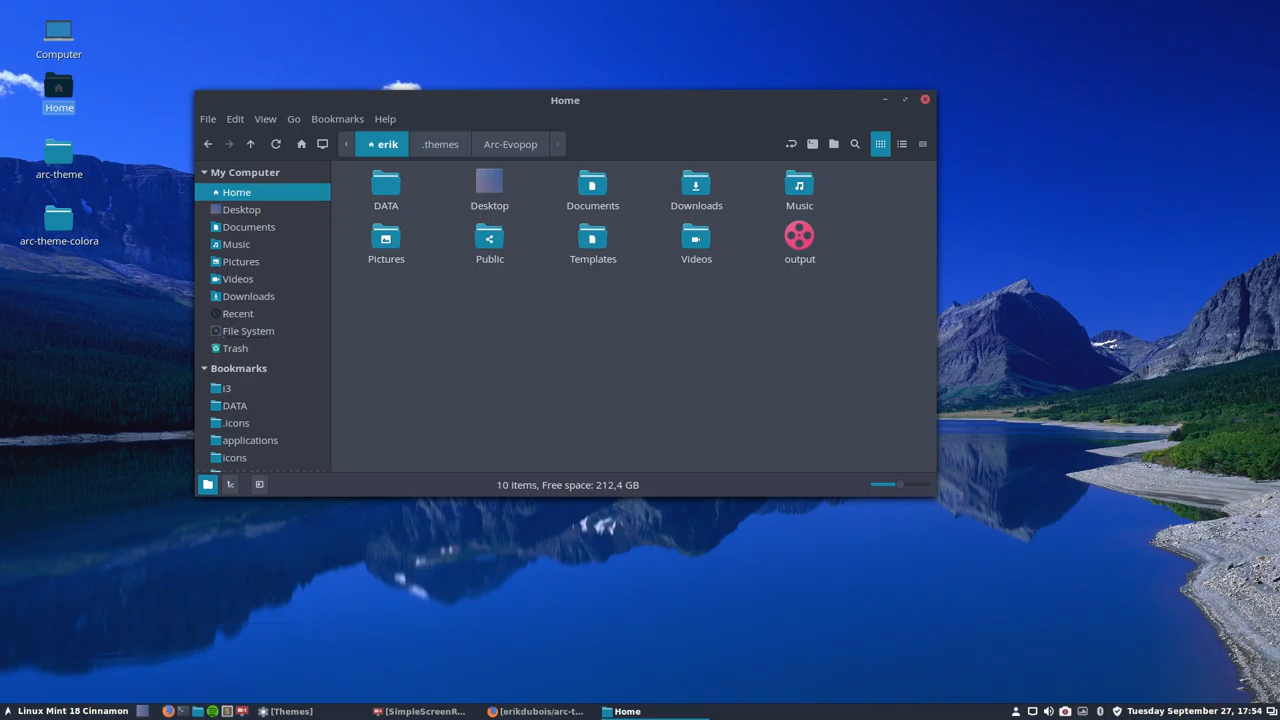 Computer
Home
arc-theme
arc-theme-colora
Home
File Edit View Go Bookmarks Help
erik .themes Arc-Evopop
My Computer
Home
Desktop
Documents
Music
Pictures
Videos
Downloads
Recent
File System
Trash
Bookmarks
i3
DATA
.icons
applications
icons
DATA Desktop Documents Downloads Music
Pictures Public Templates Videos output
10 items, Free space: 212,4 GB
Linux Mint 18 Cinnamon [Themes] [SimpleScreenR... [erikdubois/arc-t... Home Tuesday September 27, 17:54